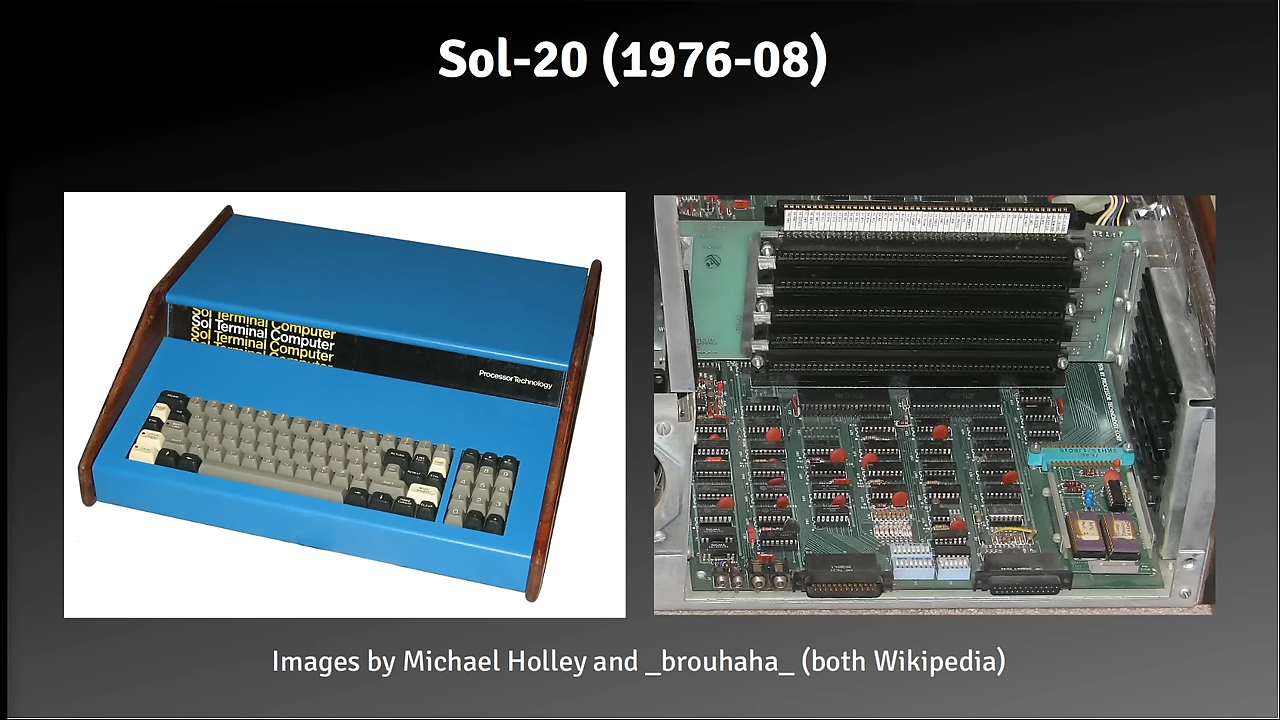 Sol-20 (1976-08)
Sol Terminal Computer
Sol Terminal Computer
Sol Terminal Computer
Processor Technology
Images by Michael Holley and _brouhaha_ (both Wikipedia)